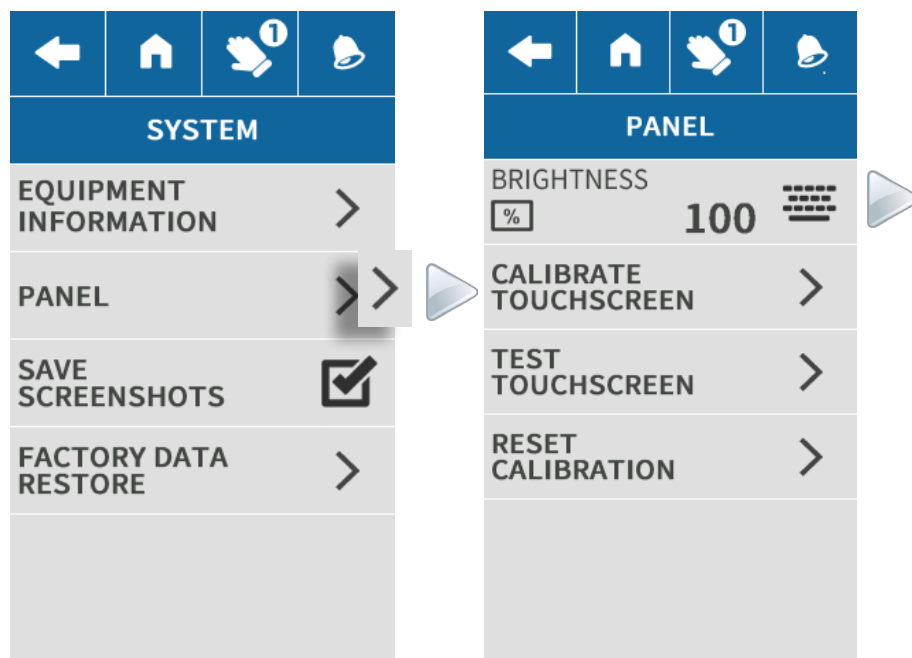 1
SYSTEM
EQUIPMENT
INFORMATION
PANEL
SAVE
SCREENSHOTS
FACTORY DATA
RESTORE
1
PANEL
BRIGHTNESS
% 100
CALIBRATE
TOUCHSCREEN
TEST
TOUCHSCREEN
RESET
CALIBRATION